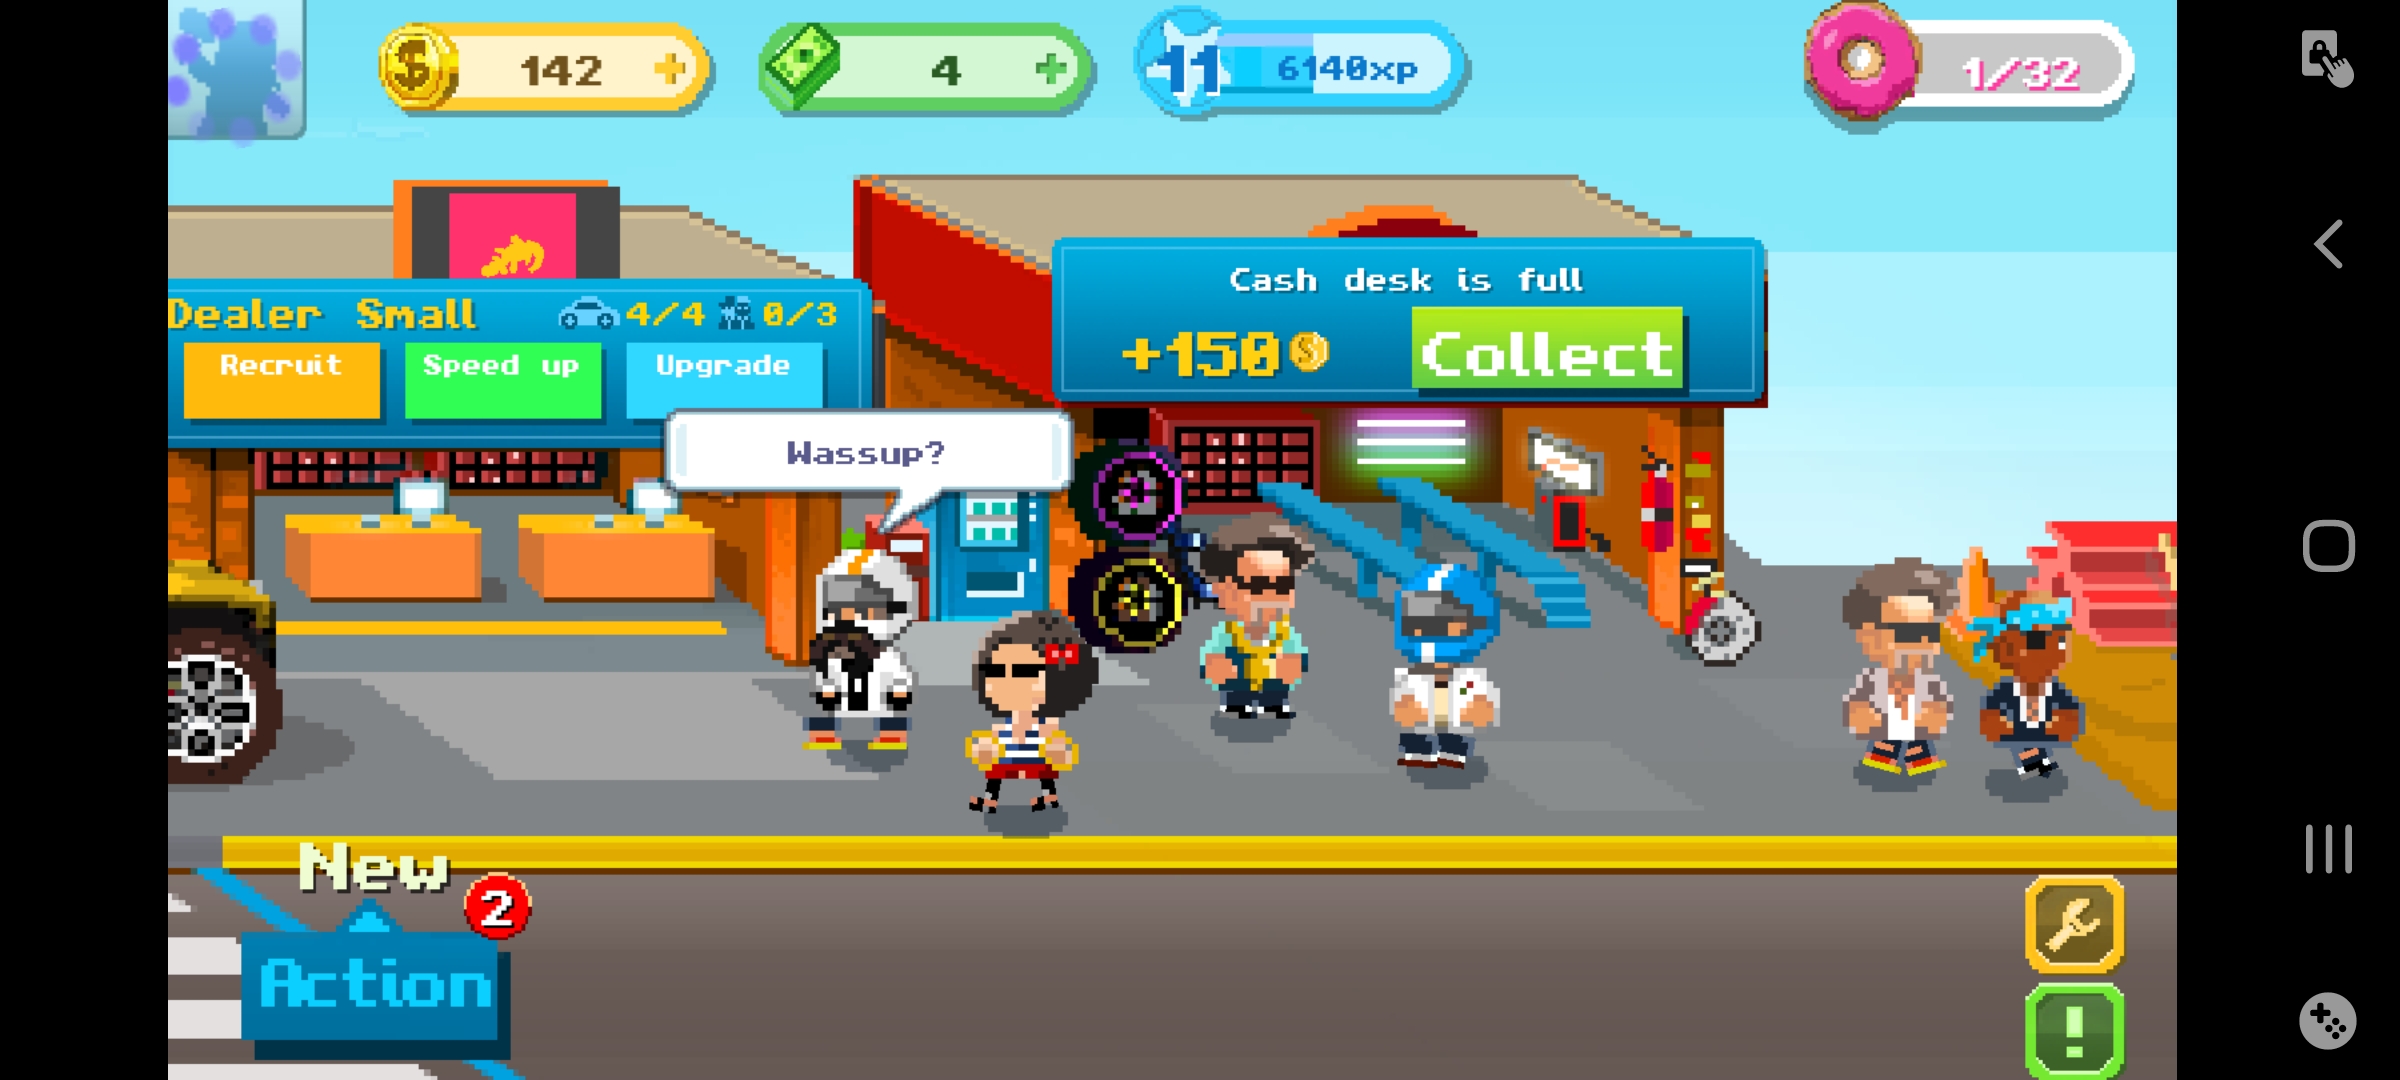 142 +
4 +
11 6140xp
1/32
Cash desk is full
+150 Collect
Dealer Small 4/4 0/3
Recruit Speed up Upgrade
Wassup?
New
2
Action
!